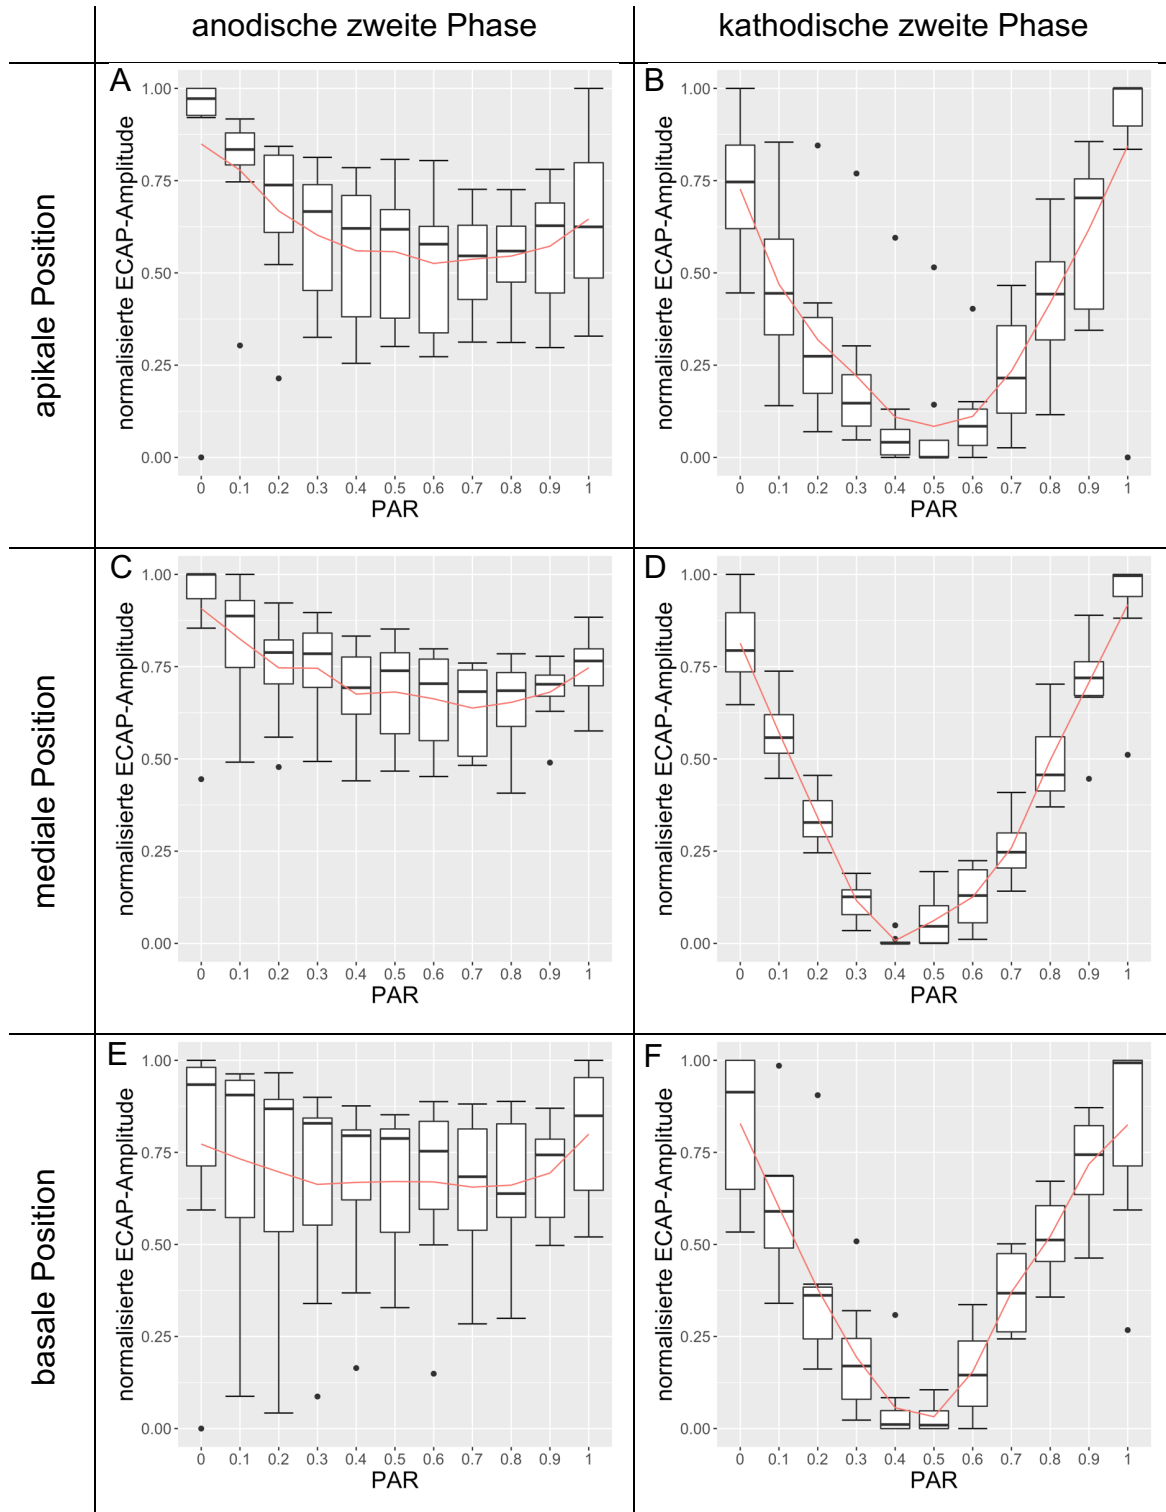 anodische zweite Phase
kathodische zweite Phase
apikale Position
A
normalisierte ECAP-Amplitude
1.00
0.75
0.50
0.25
0.00
0 0.1 0.2 0.3 0.4 0.5 0.6 0.7 0.8 0.9 1
PAR
B
normalisierte ECAP-Amplitude
1.00
0.75
0.50
0.25
0.00
0 0.1 0.2 0.3 0.4 0.5 0.6 0.7 0.8 0.9 1
PAR
mediale Position
C
normalisierte ECAP-Amplitude
1.00
0.75
0.50
0.25
0.00
0 0.1 0.2 0.3 0.4 0.5 0.6 0.7 0.8 0.9 1
PAR
D
normalisierte ECAP-Amplitude
1.00
0.75
0.50
0.25
0.00
0 0.1 0.2 0.3 0.4 0.5 0.6 0.7 0.8 0.9 1
PAR
basale Position
E
normalisierte ECAP-Amplitude
1.00
0.75
0.50
0.25
0.00
0 0.1 0.2 0.3 0.4 0.5 0.6 0.7 0.8 0.9 1
PAR
F
normalisierte ECAP-Amplitude
1.00
0.75
0.50
0.25
0.00
0 0.1 0.2 0.3 0.4 0.5 0.6 0.7 0.8 0.9 1
PAR